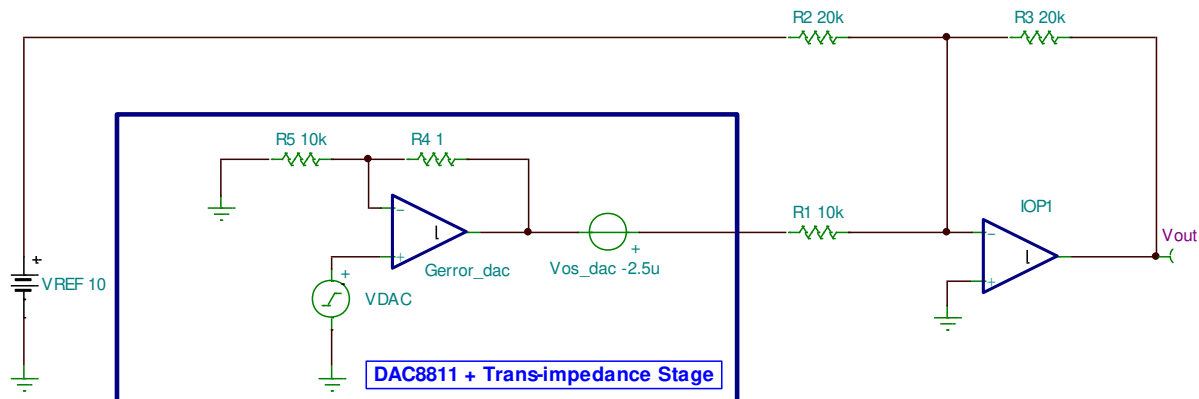 R2 20k
R3 20k
R5 10k
R4 1
R1 10k
IOP1
Vout
+
-
+
Gerror_dac
Vos_dac -2.5u
+
-
+
+
VREF 10
+
VDAC
DAC8811 + Trans-impedance Stage